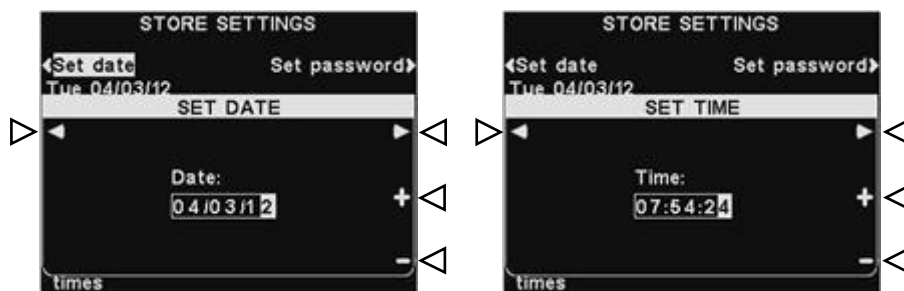 STORE SETTINGS
Set date Set password
Tue 04/03/12
SET DATE
Date:
04/03/12
+
-
times
STORE SETTINGS
Set date Set password
Tue 04/03/12
SET TIME
Time:
07:54:24
+
-
times